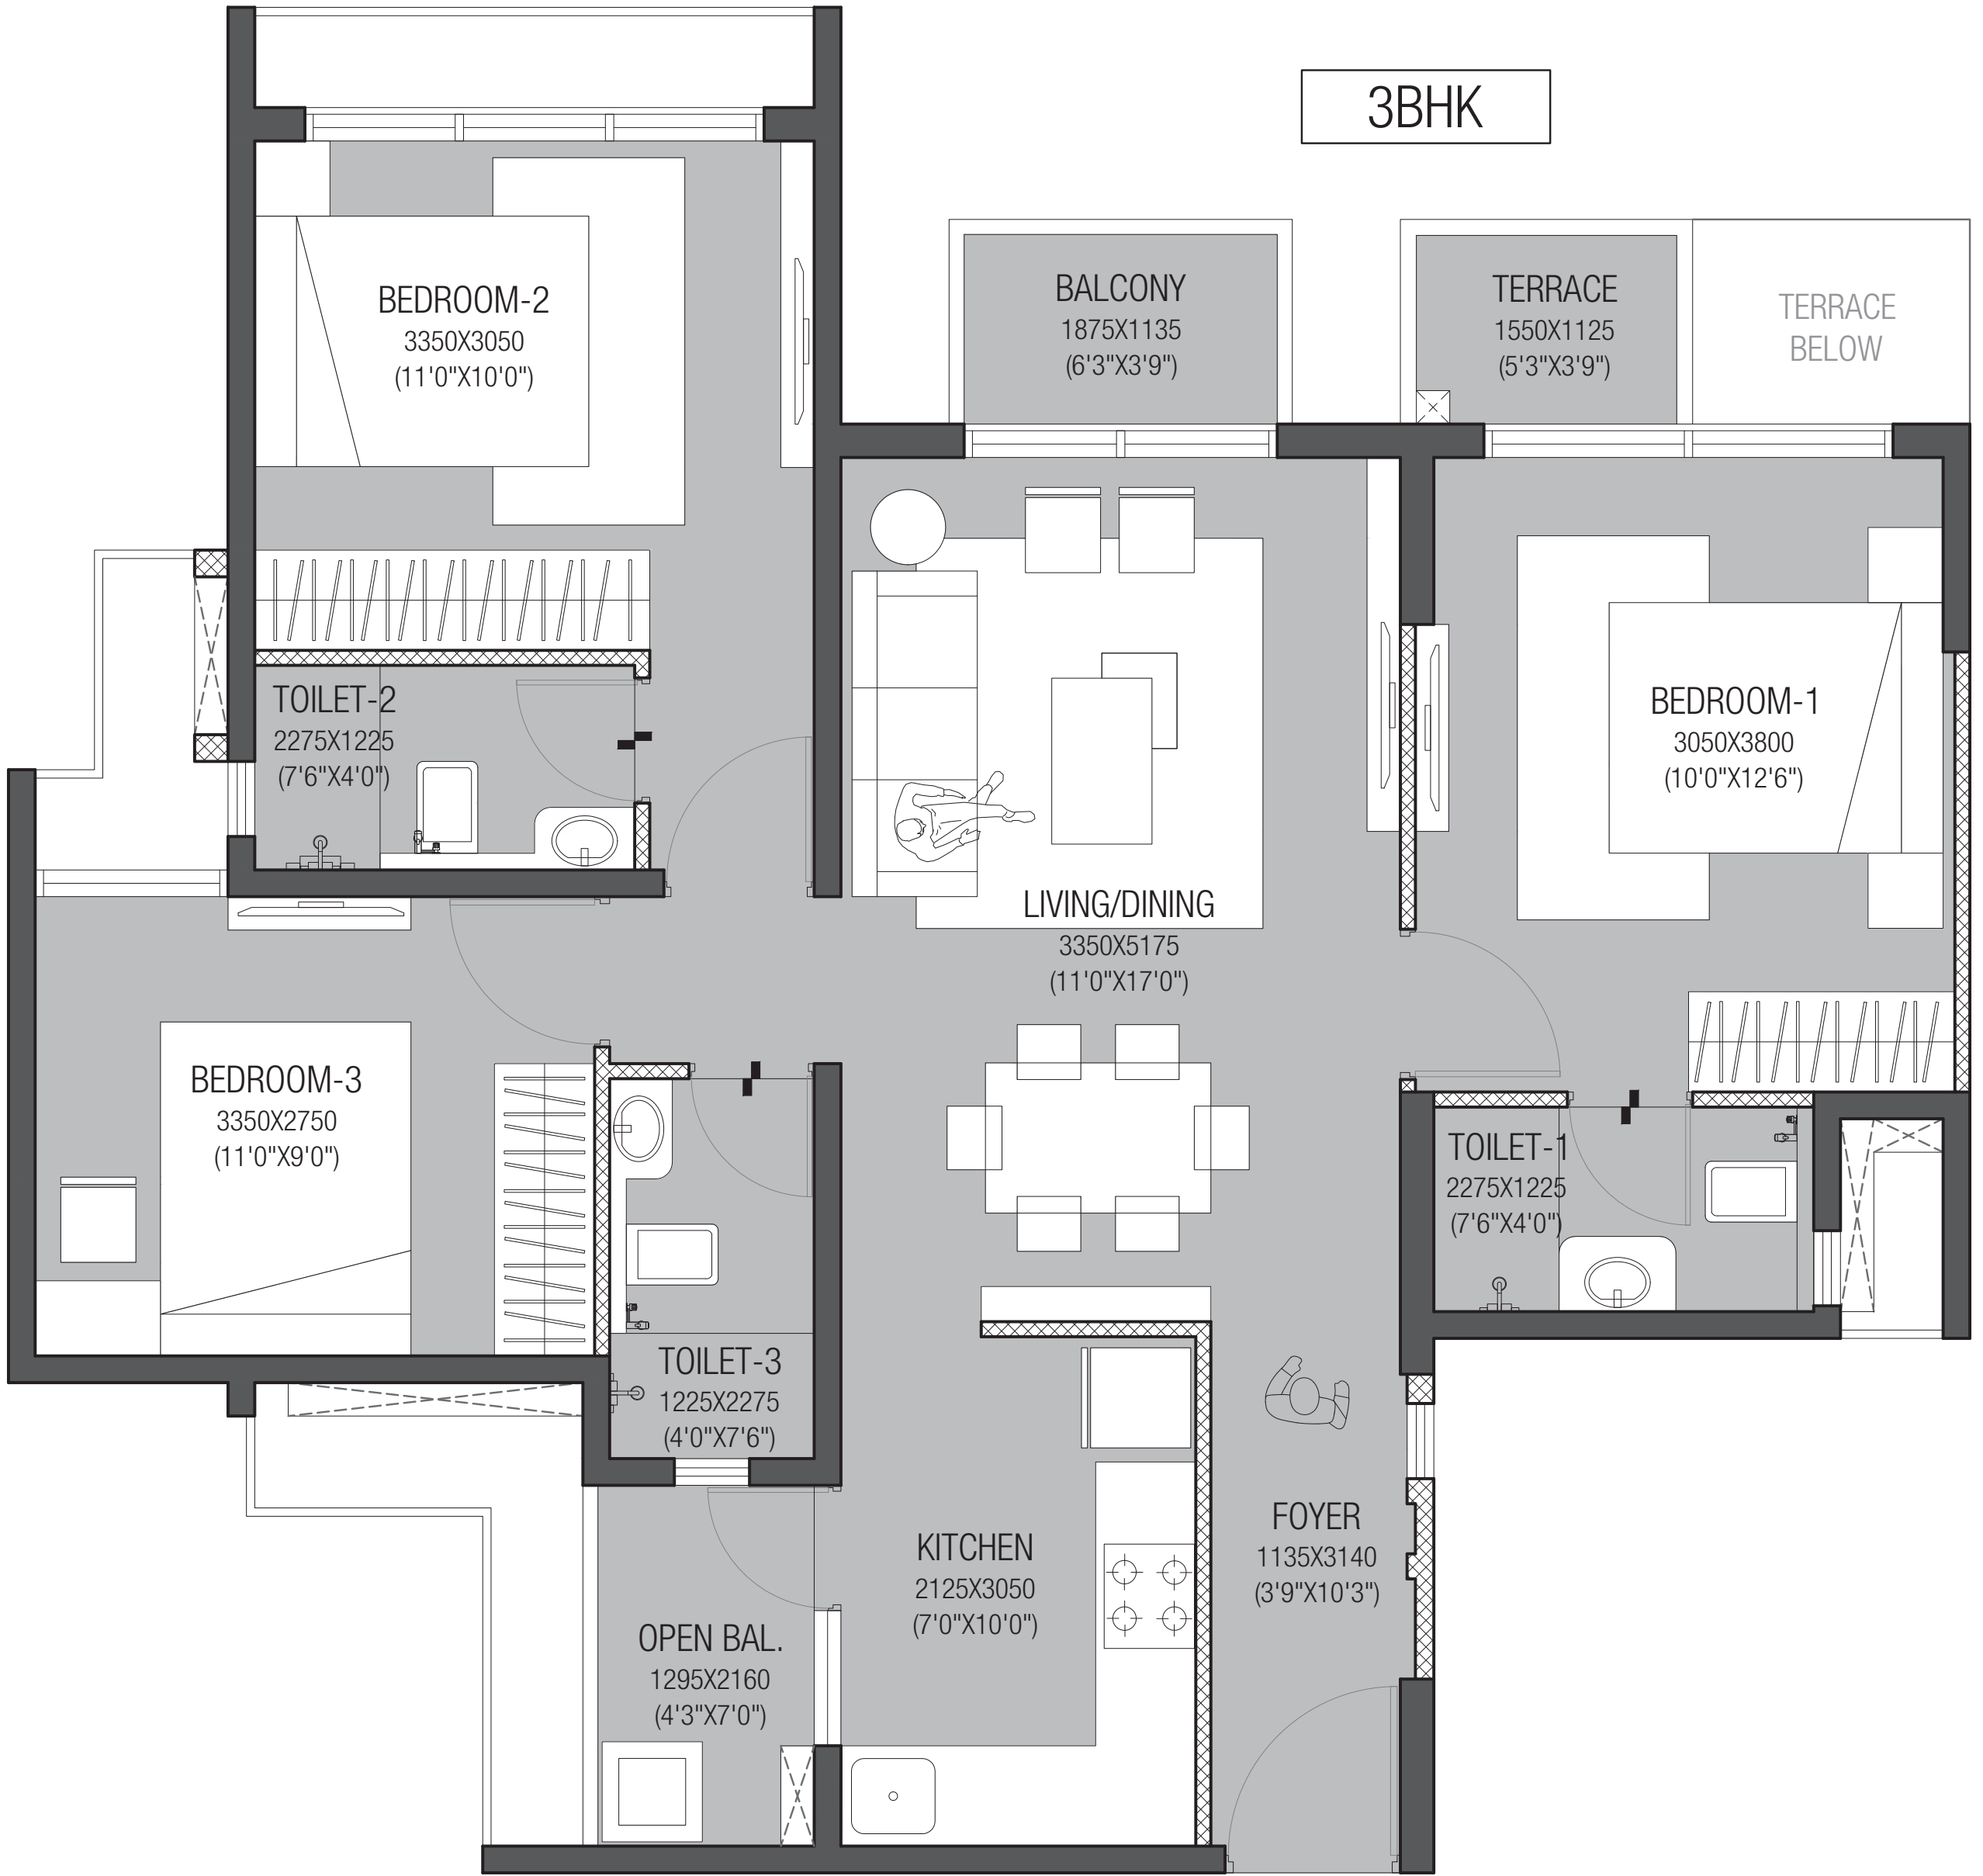 3BHK
BEDROOM-2
3350X3050
(11'0"X10'0")
BALCONY
1875X1135
(6'3"X3'9")
TERRACE
1550X1125
(5'3"X3'9")
TERRACE
BELOW
TOILET-2
2275X1225
(7'6"X4'0")
BEDROOM-1
3050X3800
(10'0"X12'6")
LIVING/DINING
3350X5175
(11'0"X17'0")
BEDROOM-3
3350X2750
(11'0"X9'0")
TOILET-1
2275X1225
(7'6"X4'0")
TOILET-3
1225X2275
(4'0"X7'6")
KITCHEN
2125X3050
(7'0"X10'0")
FOYER
1135X3140
(3'9"X10'3")
OPEN BAL.
1295X2160
(4'3"X7'0")